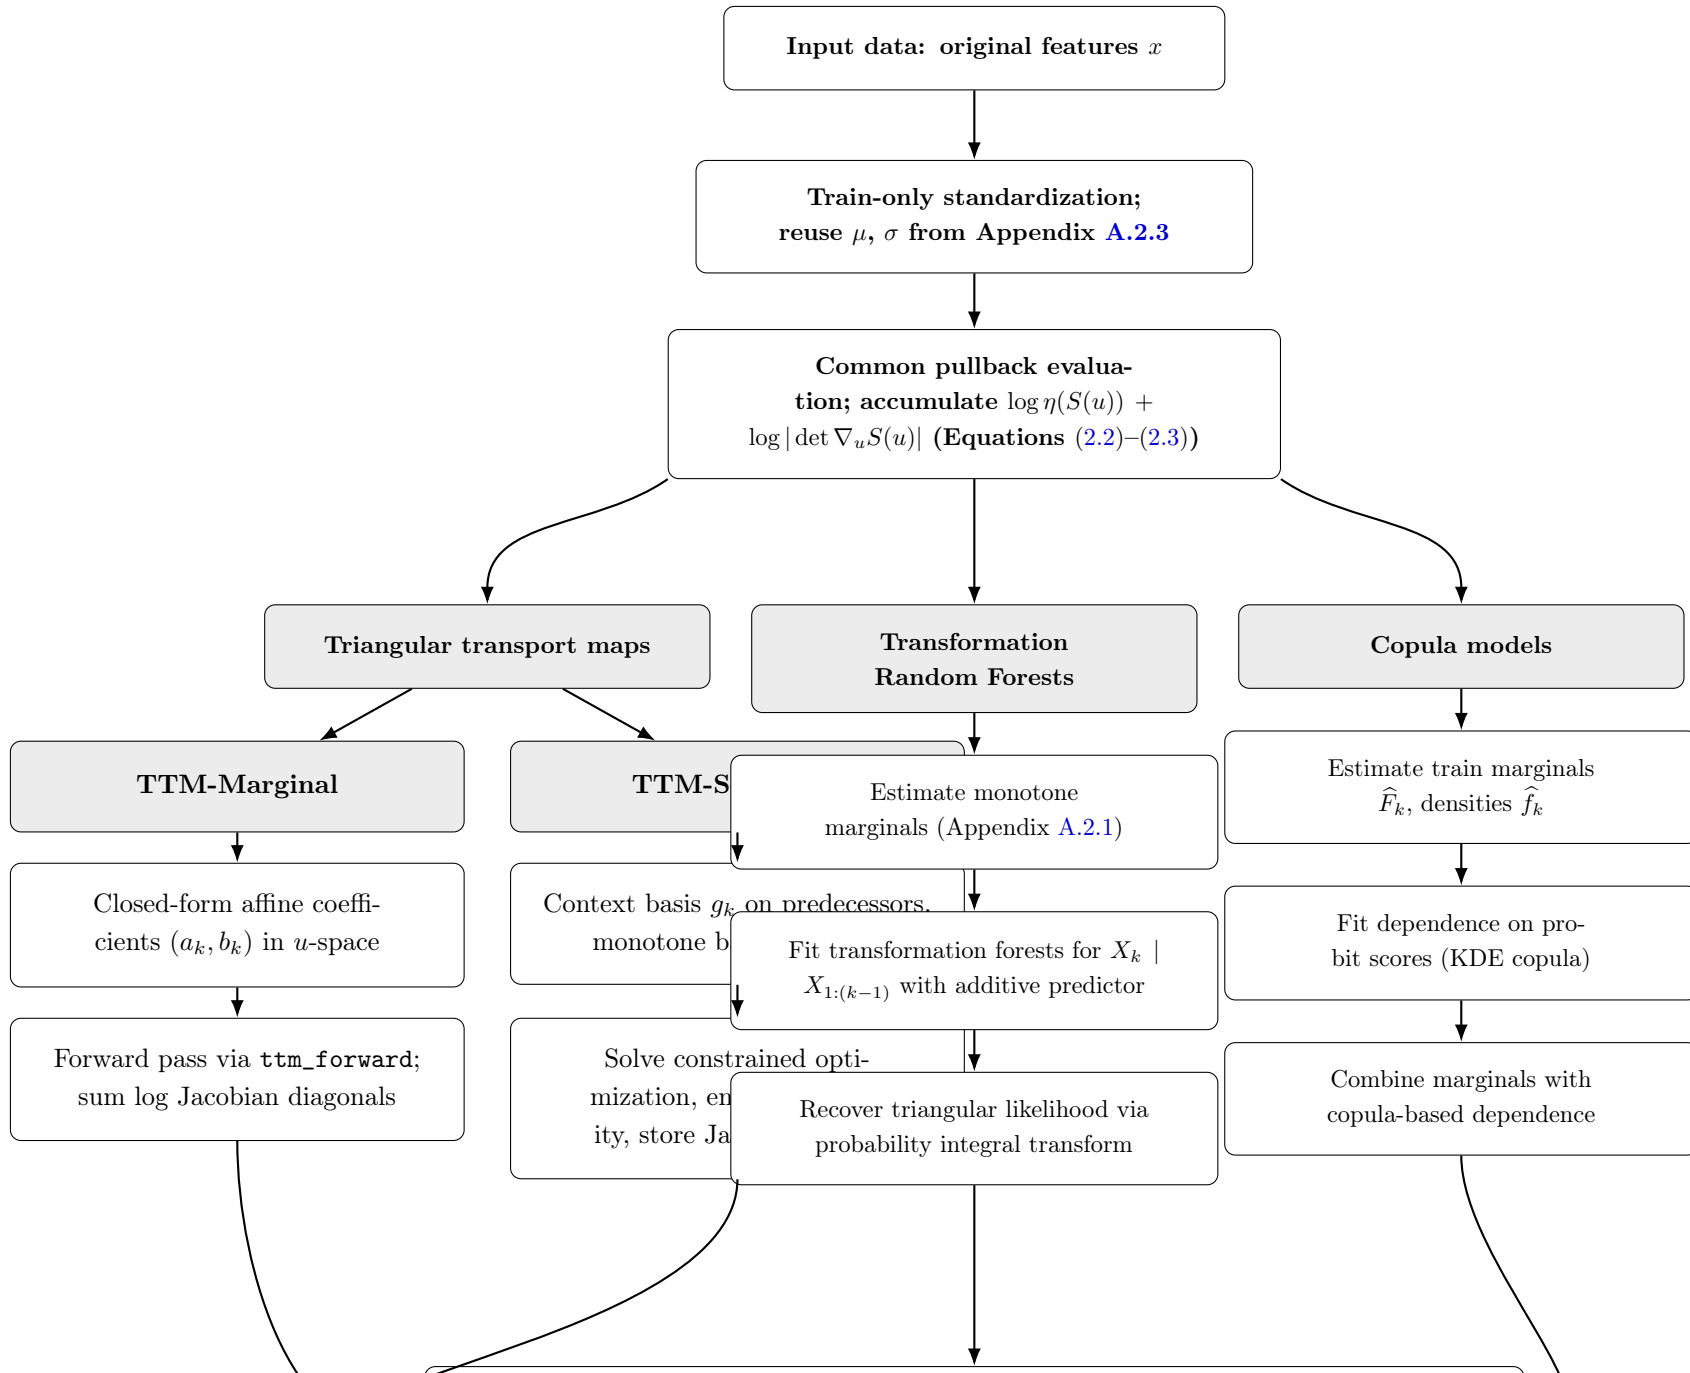 Input data: original features x
Train-only standardization;
reuse μ, σ from Appendix A.2.3
Common pullback evalua-
tion; accumulate log η(S(u)) +
log | det ∇ᵤS(u)| (Equations (2.2)–(2.3))
Triangular transport maps
Transformation
Random Forests
Copula models
TTM-Marginal
TTM-S
Estimate monotone
marginals (Appendix A.2.1)
Estimate train marginals
F̂ₖ, densities f̂ₖ
Closed-form affine coeffi-
cients (aₖ, bₖ) in u-space
Context basis gₖ on predecessors,
monotone b
Fit transformation forests for Xₖ |
X₁:₍ₖ₋₁₎ with additive predictor
Fit dependence on pro-
bit scores (KDE copula)
Forward pass via ttm_forward;
sum log Jacobian diagonals
Solve constrained opti-
mization, en
ity, store Ja
Recover triangular likelihood via
probability integral transform
Combine marginals with
copula-based dependence